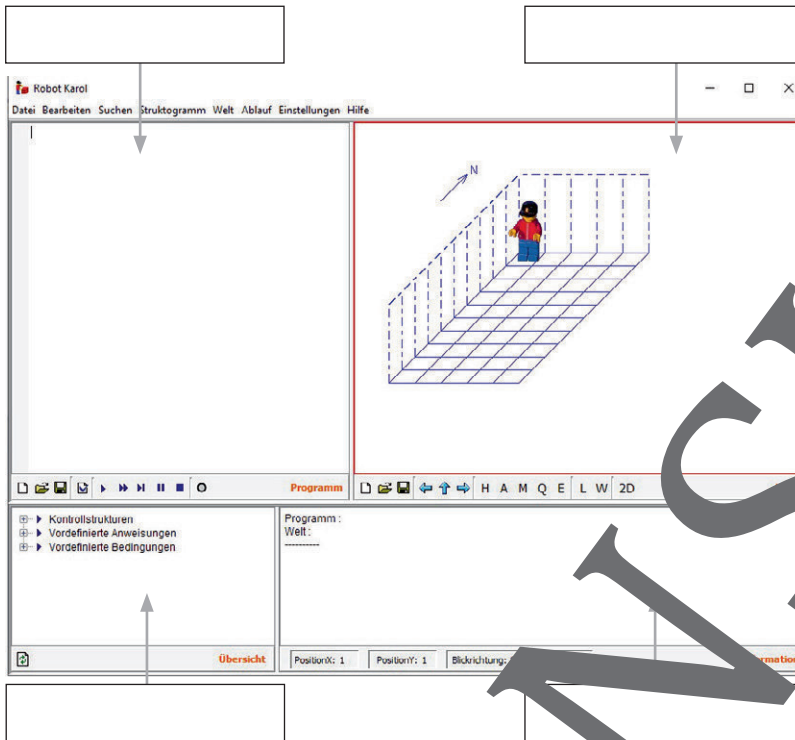 Robot Karol
Datei Bearbeiten Suchen Struktogramm Welt Ablauf Einstellungen Hilfe
N
Programm
H A M Q E L W 2D
Kontrollstrukturen
Vordefinierte Anweisungen
Vordefinierte Bedingungen
Übersicht
Programm :
Welt :
----------
PositionX: 1 PositionY: 1 Blickrichtung: